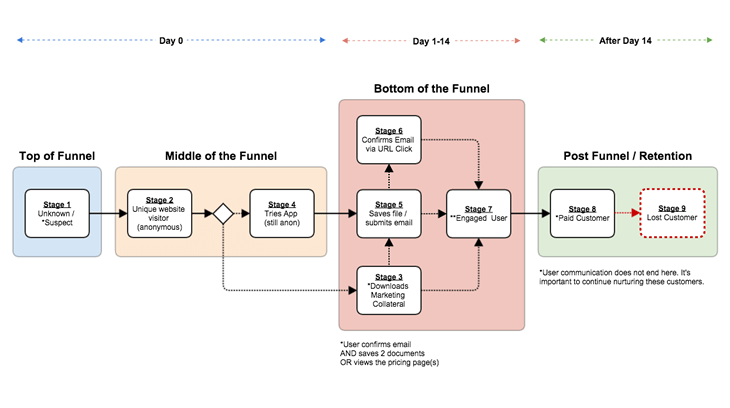 Day 0
Day 1-14
After Day 14
Bottom of the Funnel
Top of Funnel
Middle of the Funnel
Post Funnel / Retention
Stage 1
Unknown /
*Suspect
Stage 2
Unique website
visitor
(anonymous)
Stage 4
Tries App
(still anon)
Stage 6
Confirms Email
via URL Click
Stage 5
Saves file /
submits email
Stage 3
*Downloads
Marketing
Collateral
Stage 7
**Engaged User
Stage 8
*Paid Customer
Stage 9
Lost Customer
*User communication does not end here. It's
important to continue nurturing these customers.
*User confirms email
AND saves 2 documents
OR views the pricing page(s)